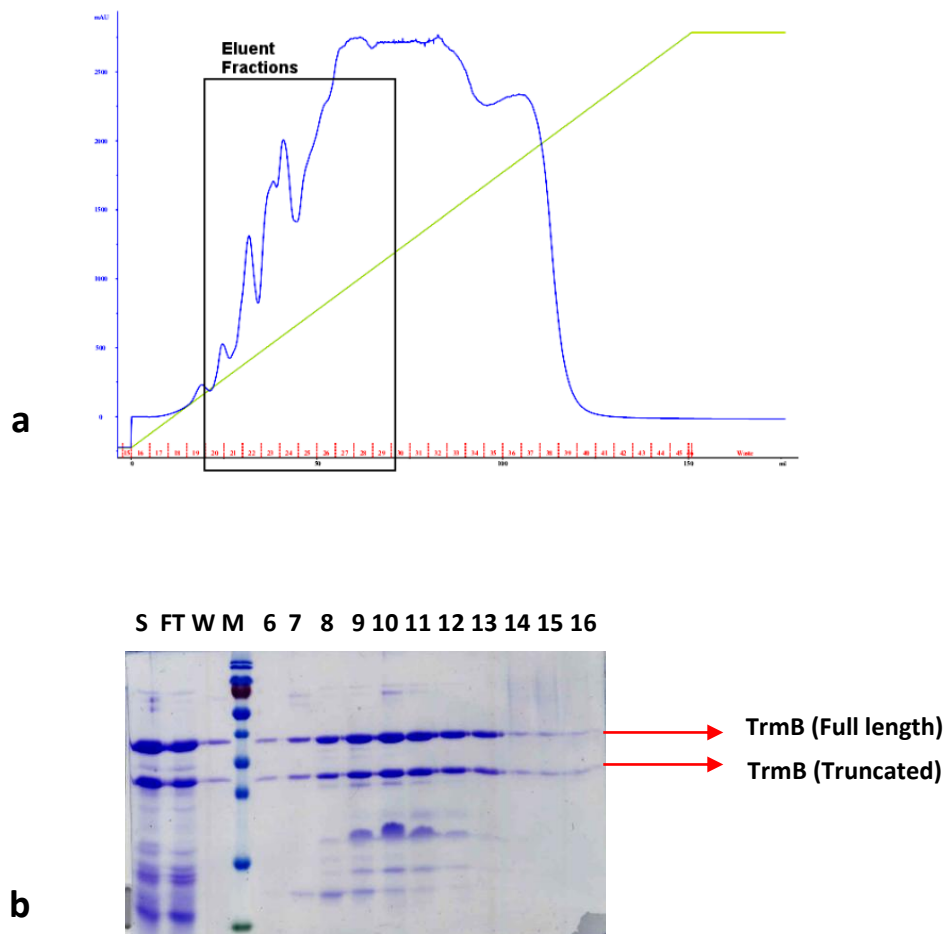 mAU
Eluent
Fractions
2500
2000
1500
1000
500
0
15 16 17 18 19 20 21 22 23 24 25 26 27 28 29 30 31 32 33 34 35 36 37 38 39 40 41 42 43 44 45 Waste
0 50 100 150 ml
a
S FT W M 6 7 8 9 10 11 12 13 14 15 16
TrmB (Full length)
TrmB (Truncated)
b